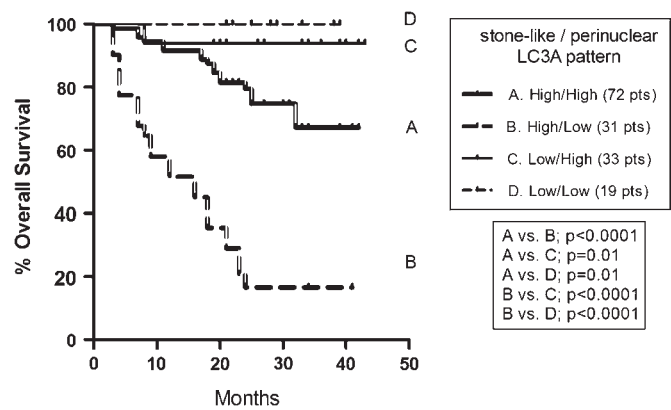 100
80
60
40
20
0
0 10 20 30 40 50
% Overall Survival
Months
D
C
A
B
stone-like / perinuclear
LC3A pattern
A. High/High (72 pts)
B. High/Low (31 pts)
C. Low/High (33 pts)
D. Low/Low (19 pts)
A vs. B; p<0.0001
A vs. C; p=0.01
A vs. D; p=0.01
B vs. C; p<0.0001
B vs. D; p<0.0001